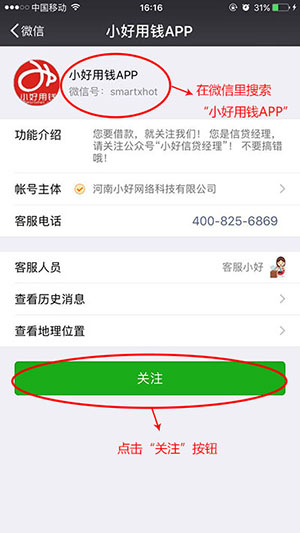 中国移动
16:16
31%
微信
小好用钱APP
小好用钱
小好用钱APP
微信号：smartxhot
在微信里搜索
“小好用钱APP”
功能介绍
您要借款，就关注我们！您是信贷经理，
请关注公众号“小好信贷经理”！ 不要搞错
哦！
帐号主体
河南小好网络科技有限公司
客服电话
400-825-6869
客服人员
客服小好
查看历史消息
查看地理位置
关注
点击“关注”按钮